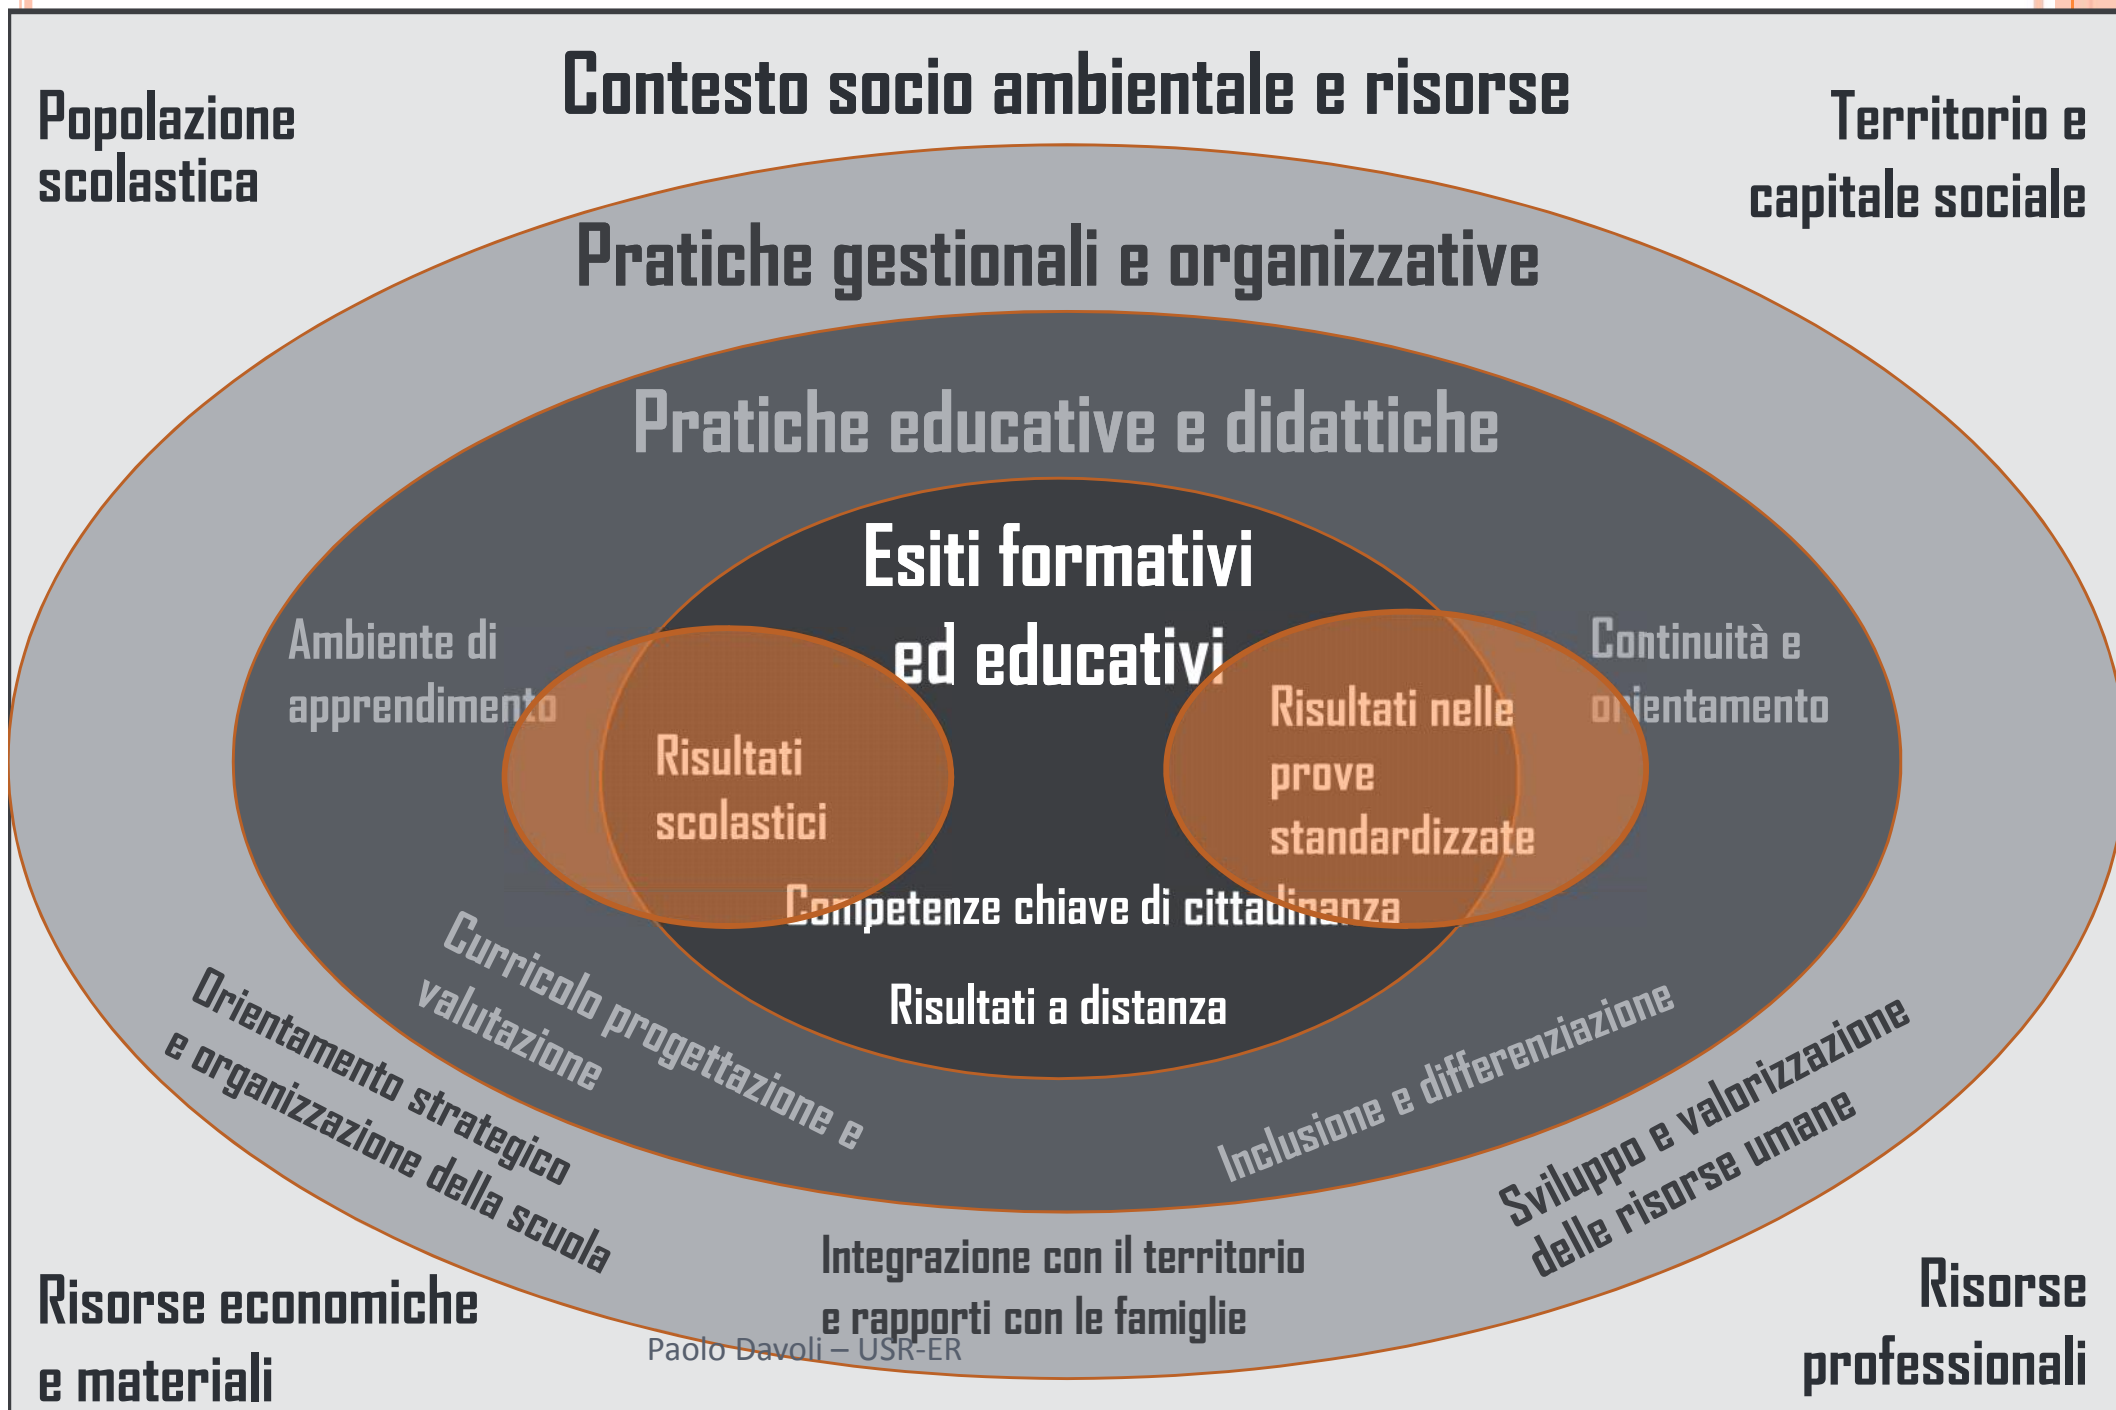 Contesto socio ambientale e risorse
Popolazione
scolastica
Territorio e
capitale sociale
Pratiche gestionali e organizzative
Pratiche educative e didattiche
Esiti formativi
ed educativi
Ambiente di
apprendimento
Continuità e
orientamento
Risultati
scolastici
Risultati nelle
prove
standardizzate
Competenze chiave di cittadinanza
Risultati a distanza
Curricolo progettazione e
valutazione
Inclusione e differenziazione
Orientamento strategico
e organizzazione della scuola
Sviluppo e valorizzazione
delle risorse umane
Integrazione con il territorio
e rapporti con le famiglie
Risorse economiche
e materiali
Risorse
professionali
Paolo Davoli – USR-ER